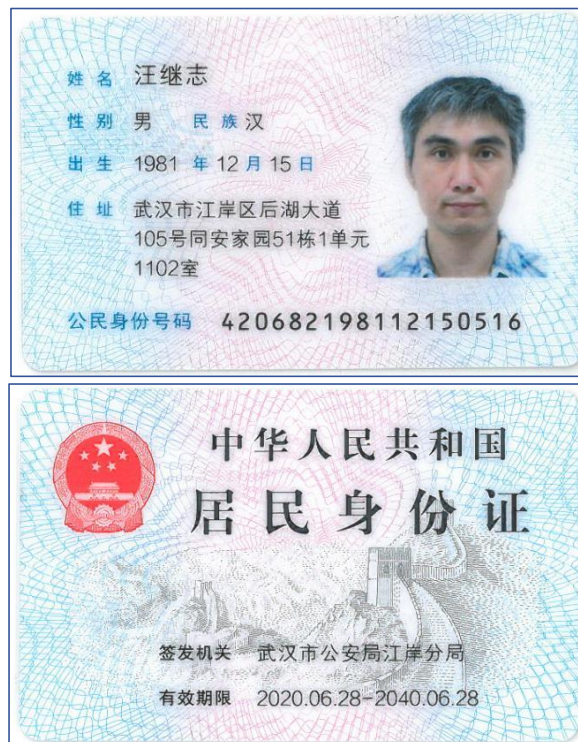 姓名 汪继志
性别 男 民族 汉
出生 1981 年 12 月 15 日
住址 武汉市江岸区后湖大道
105号同安家园51栋1单元
1102室
公民身份号码 420682198112150516
中华人民共和国
居民身份证
签发机关 武汉市公安局江岸分局
有效期限 2020.06.28-2040.06.28